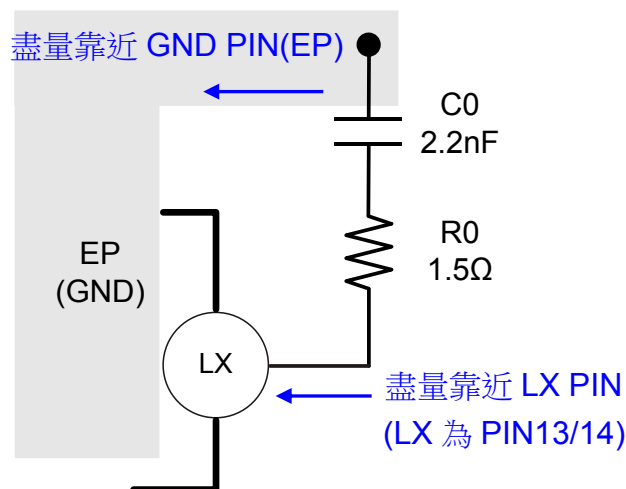 盡量靠近 GND PIN(EP)
C0
2.2nF
R0
1.5Ω
EP
(GND)
LX
盡量靠近 LX PIN
(LX 為 PIN13/14)